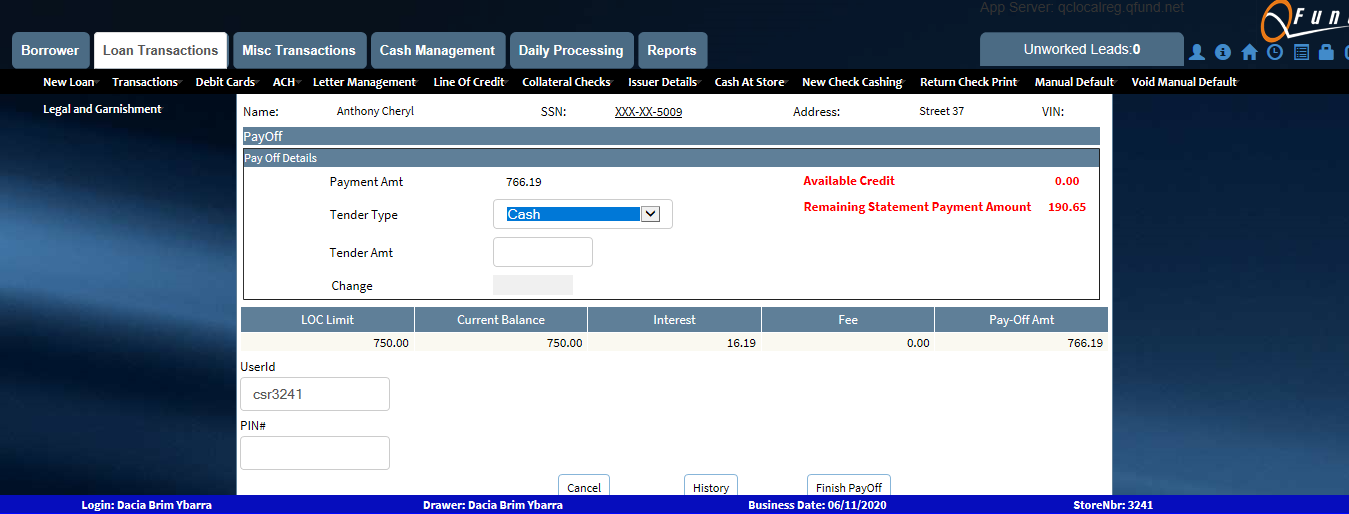 App Server: qclocalreg.qfund.net
QFun
Borrower Loan Transactions Misc Transactions Cash Management Daily Processing Reports Unworked Leads:0
New Loan Transactions Debit Cards ACH Letter Management Line Of Credit Collateral Checks Issuer Details Cash At Store New Check Cashing Return Check Print Manual Default Void Manual Default
Legal and Garnishment
Name: Anthony Cheryl SSN: XXX-XX-5009 Address: Street 37 VIN:
PayOff
Pay Off Details
Payment Amt 766.19 Available Credit 0.00
Tender Type Cash Remaining Statement Payment Amount 190.65
Tender Amt
Change
LOC Limit Current Balance Interest Fee Pay-Off Amt
750.00 750.00 16.19 0.00 766.19
UserId
csr3241
PIN#
Cancel History Finish PayOff
Login: Dacia Brim Ybarra Drawer: Dacia Brim Ybarra Business Date: 06/11/2020 StoreNbr: 3241